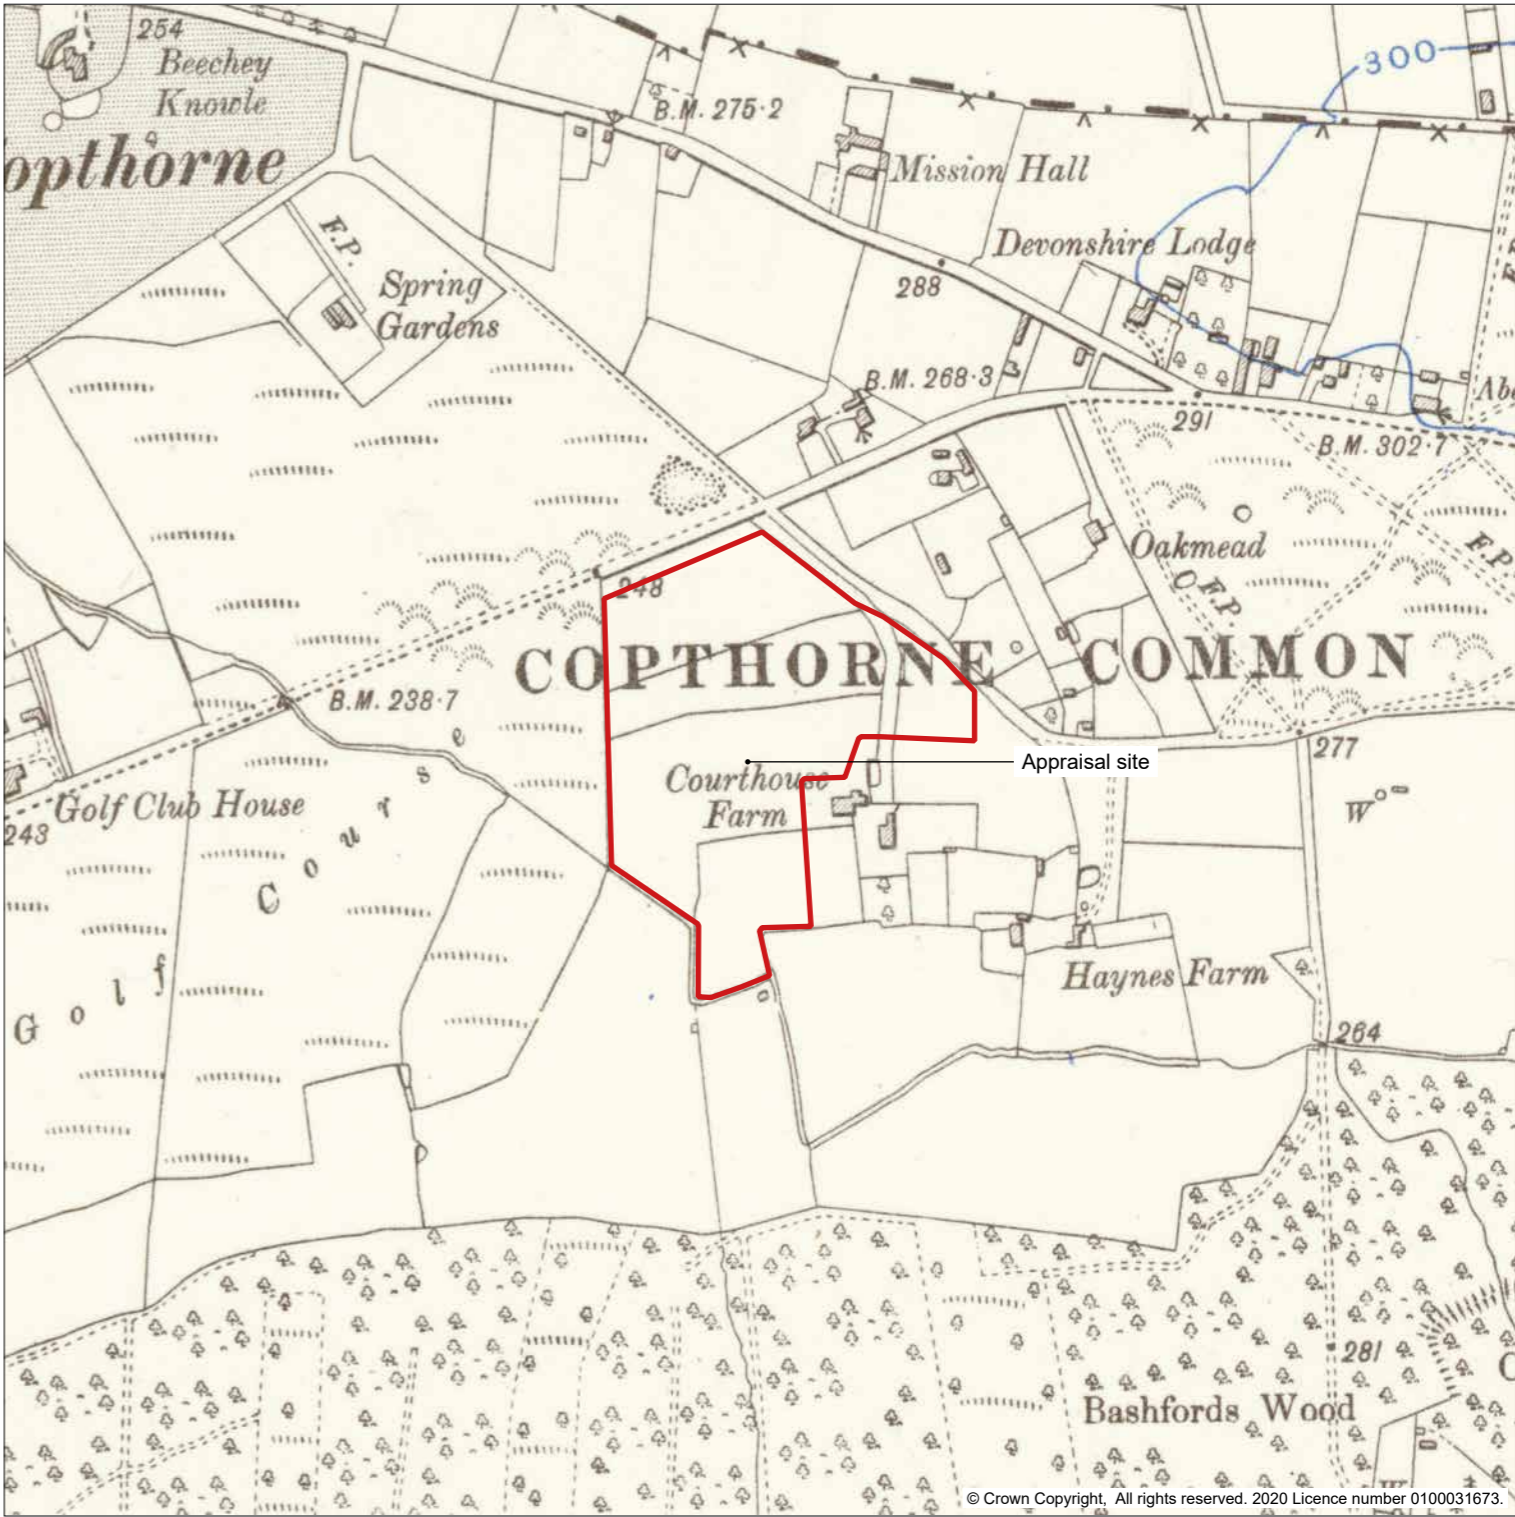 254
Beechey
Knowle
opthorne
B.M. 275·2
300
Mission Hall
F.P.
Spring
Gardens
Devonshire Lodge
288
B.M. 268·3
291
B.M. 302·7
Oakmead
F.P.
F.P.
248
COPTHORNE COMMON
B.M. 238·7
277
Appraisal site
Courthouse
Farm
W
Golf Club House
243
Golf Course
Haynes Farm
264
281
Bashfords Wood
W
© Crown Copyright, All rights reserved. 2020 Licence number 0100031673.